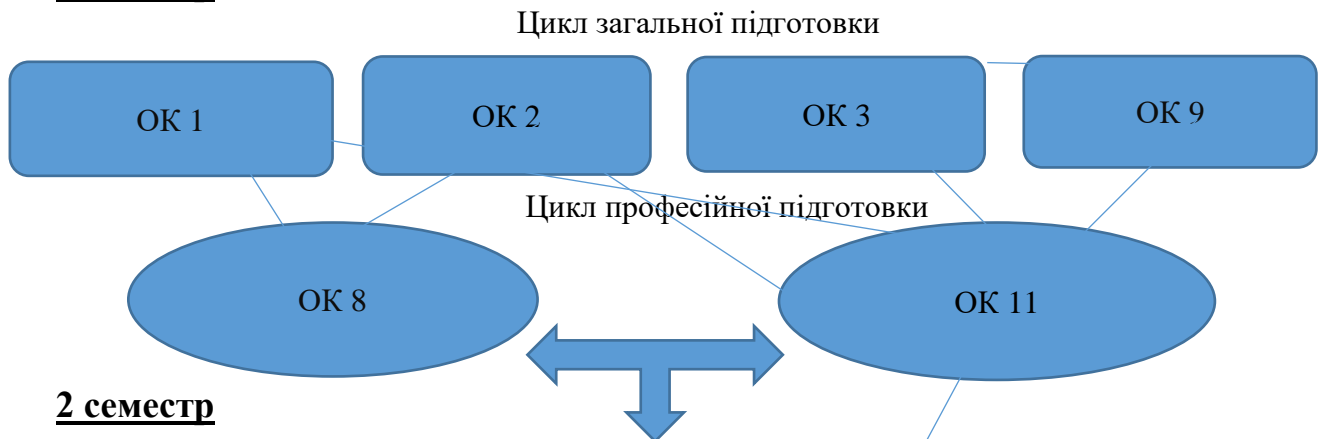 Цикл загальної підготовки
ОК 1
ОК 2
ОК 3
ОК 9
Цикл професійної підготовки
ОК 8
ОК 11
2 семестр